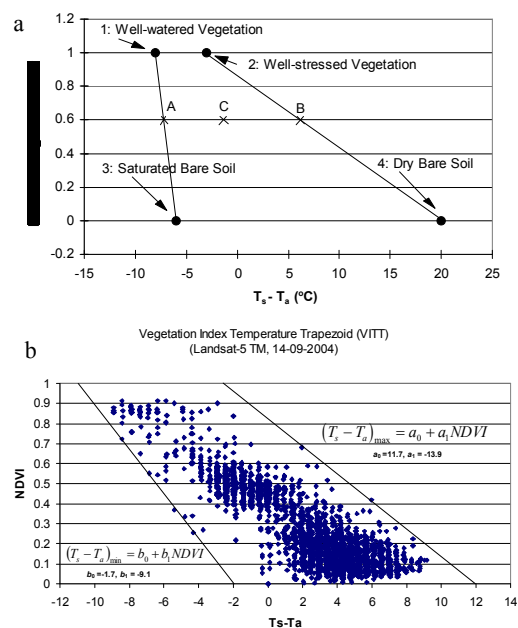 a
1: Well-watered Vegetation
2: Well-stressed Vegetation
A
C
B
3: Saturated Bare Soil
4: Dry Bare Soil
1.2
1
0.8
0.6
0.4
0.2
0
-0.2
-15
-10
-5
0
5
10
15
20
25
Ts - Ta (ºC)
Vegetation Index Temperature Trapezoid (VITT)
(Landsat-5 TM, 14-09-2004)
b
1
0.9
0.8
0.7
0.6
0.5
0.4
0.3
0.2
0.1
0
NDVI
(Ts − Ta)max = a0 + a1NDVI
a0 =11.7, a1 = -13.9
(Ts − Ta)min = b0 + b1NDVI
b0 =-1.7, b1 = -9.1
-12
-10
-8
-6
-4
-2
0
2
4
6
8
10
12
14
Ts-Ta